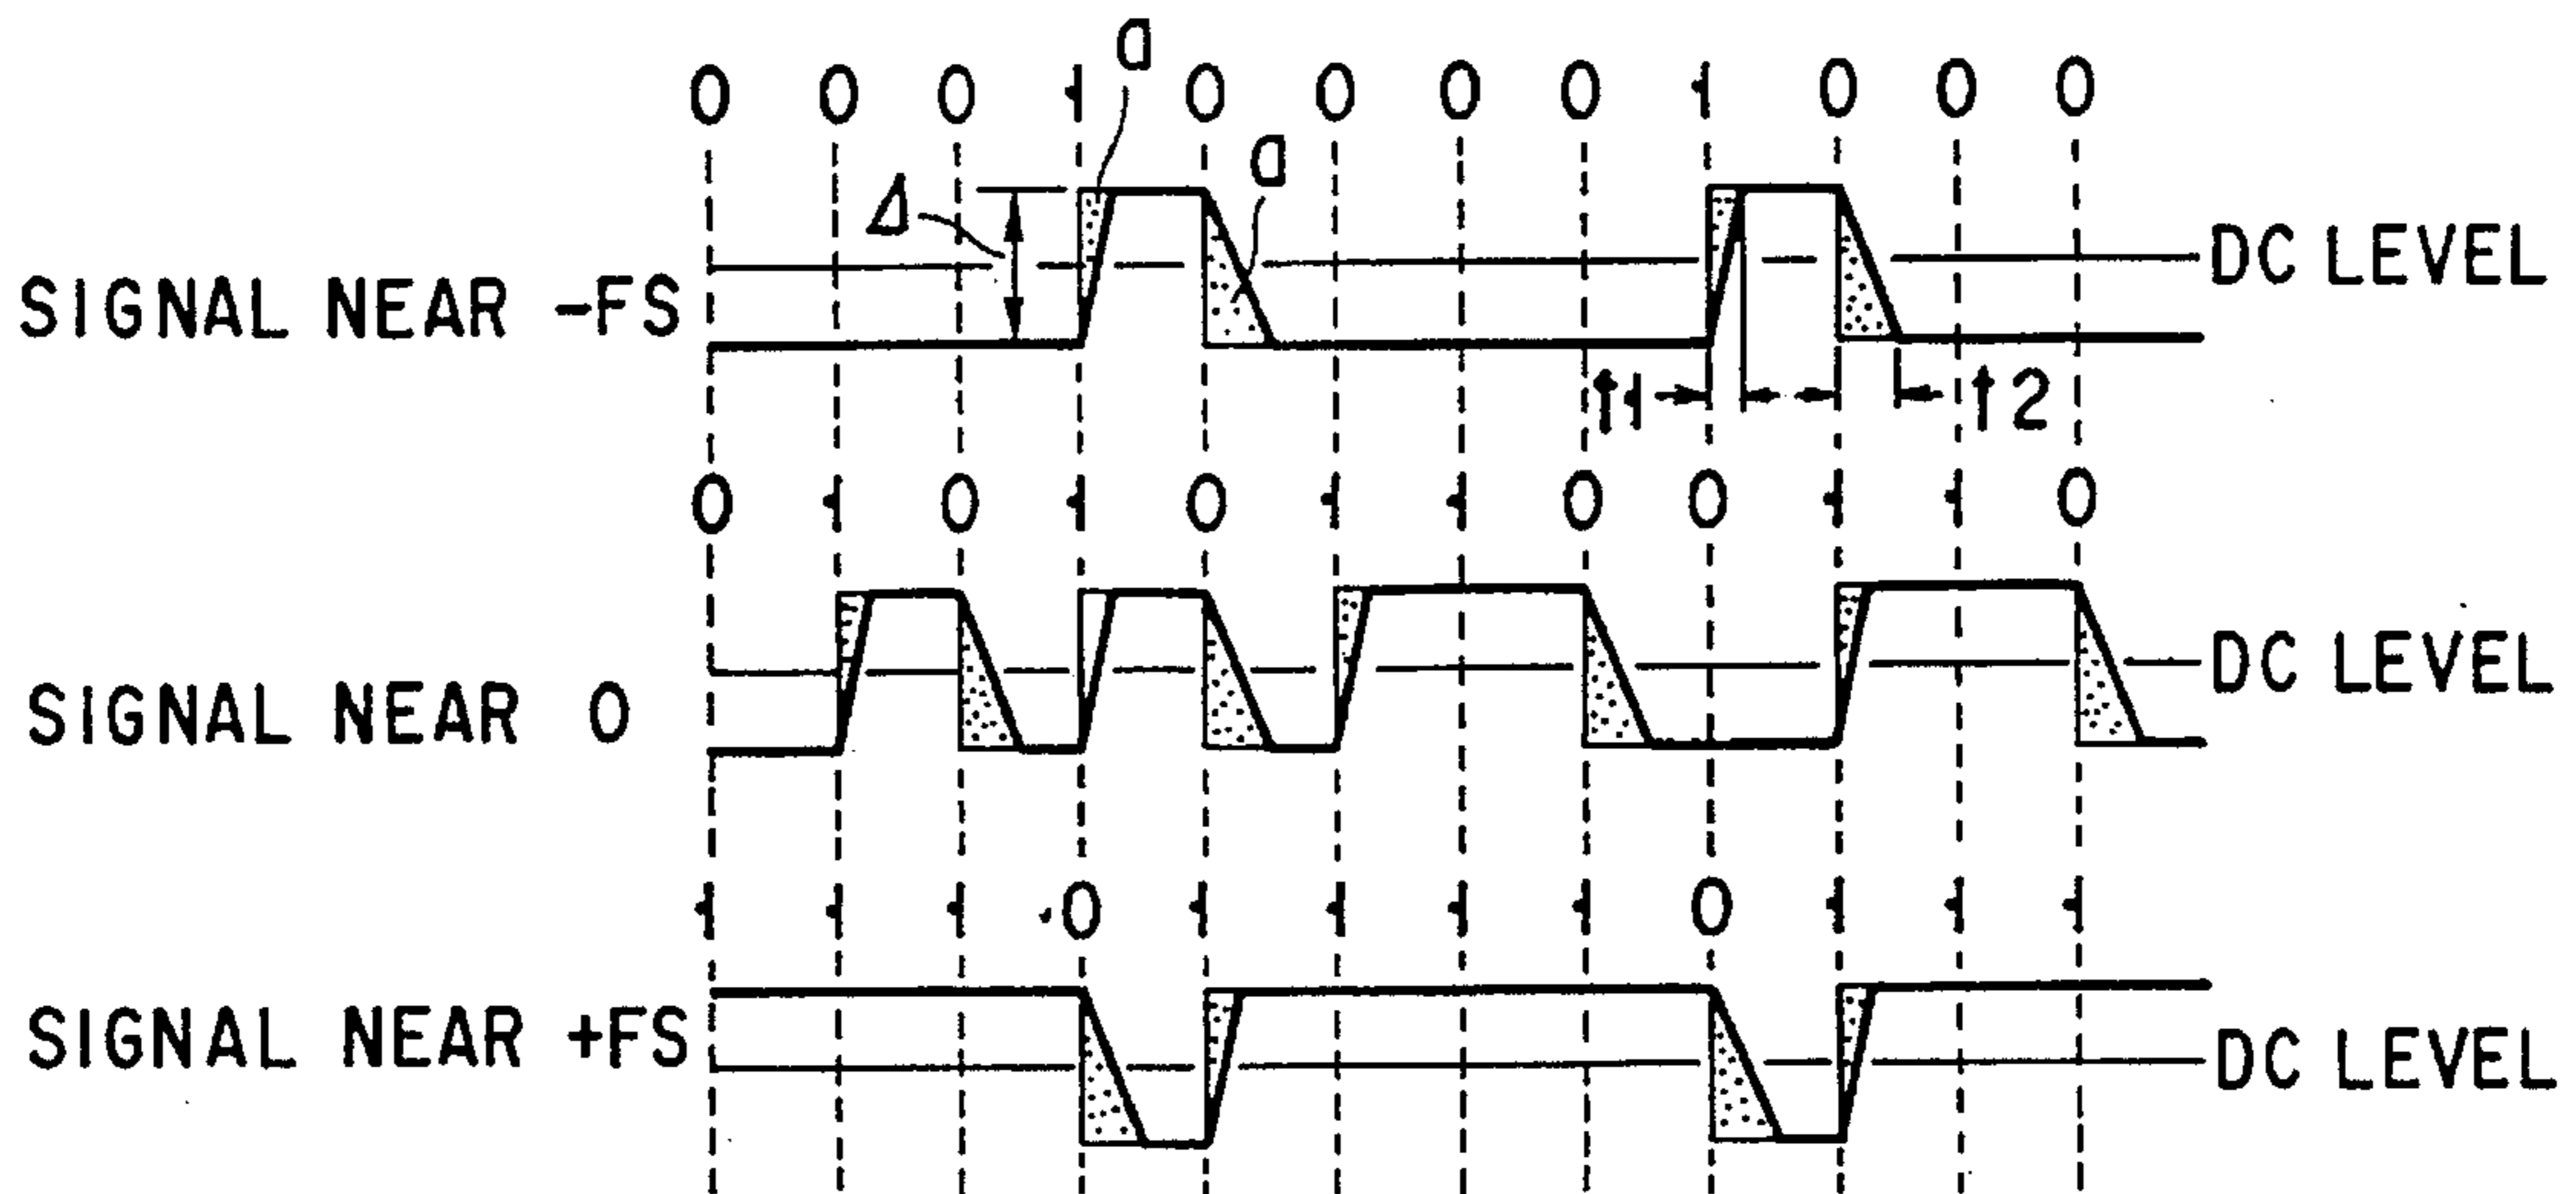 a
0 0 0 1 0 0 0 0 1 0 0 0
a
Δ
DC LEVEL
SIGNAL NEAR -FS
t1 t2
0 1 0 1 0 1 1 0 0 1 1 0
DC LEVEL
SIGNAL NEAR 0
1 1 1 0 1 1 1 1 0 1 1 1
SIGNAL NEAR +FS
DC LEVEL